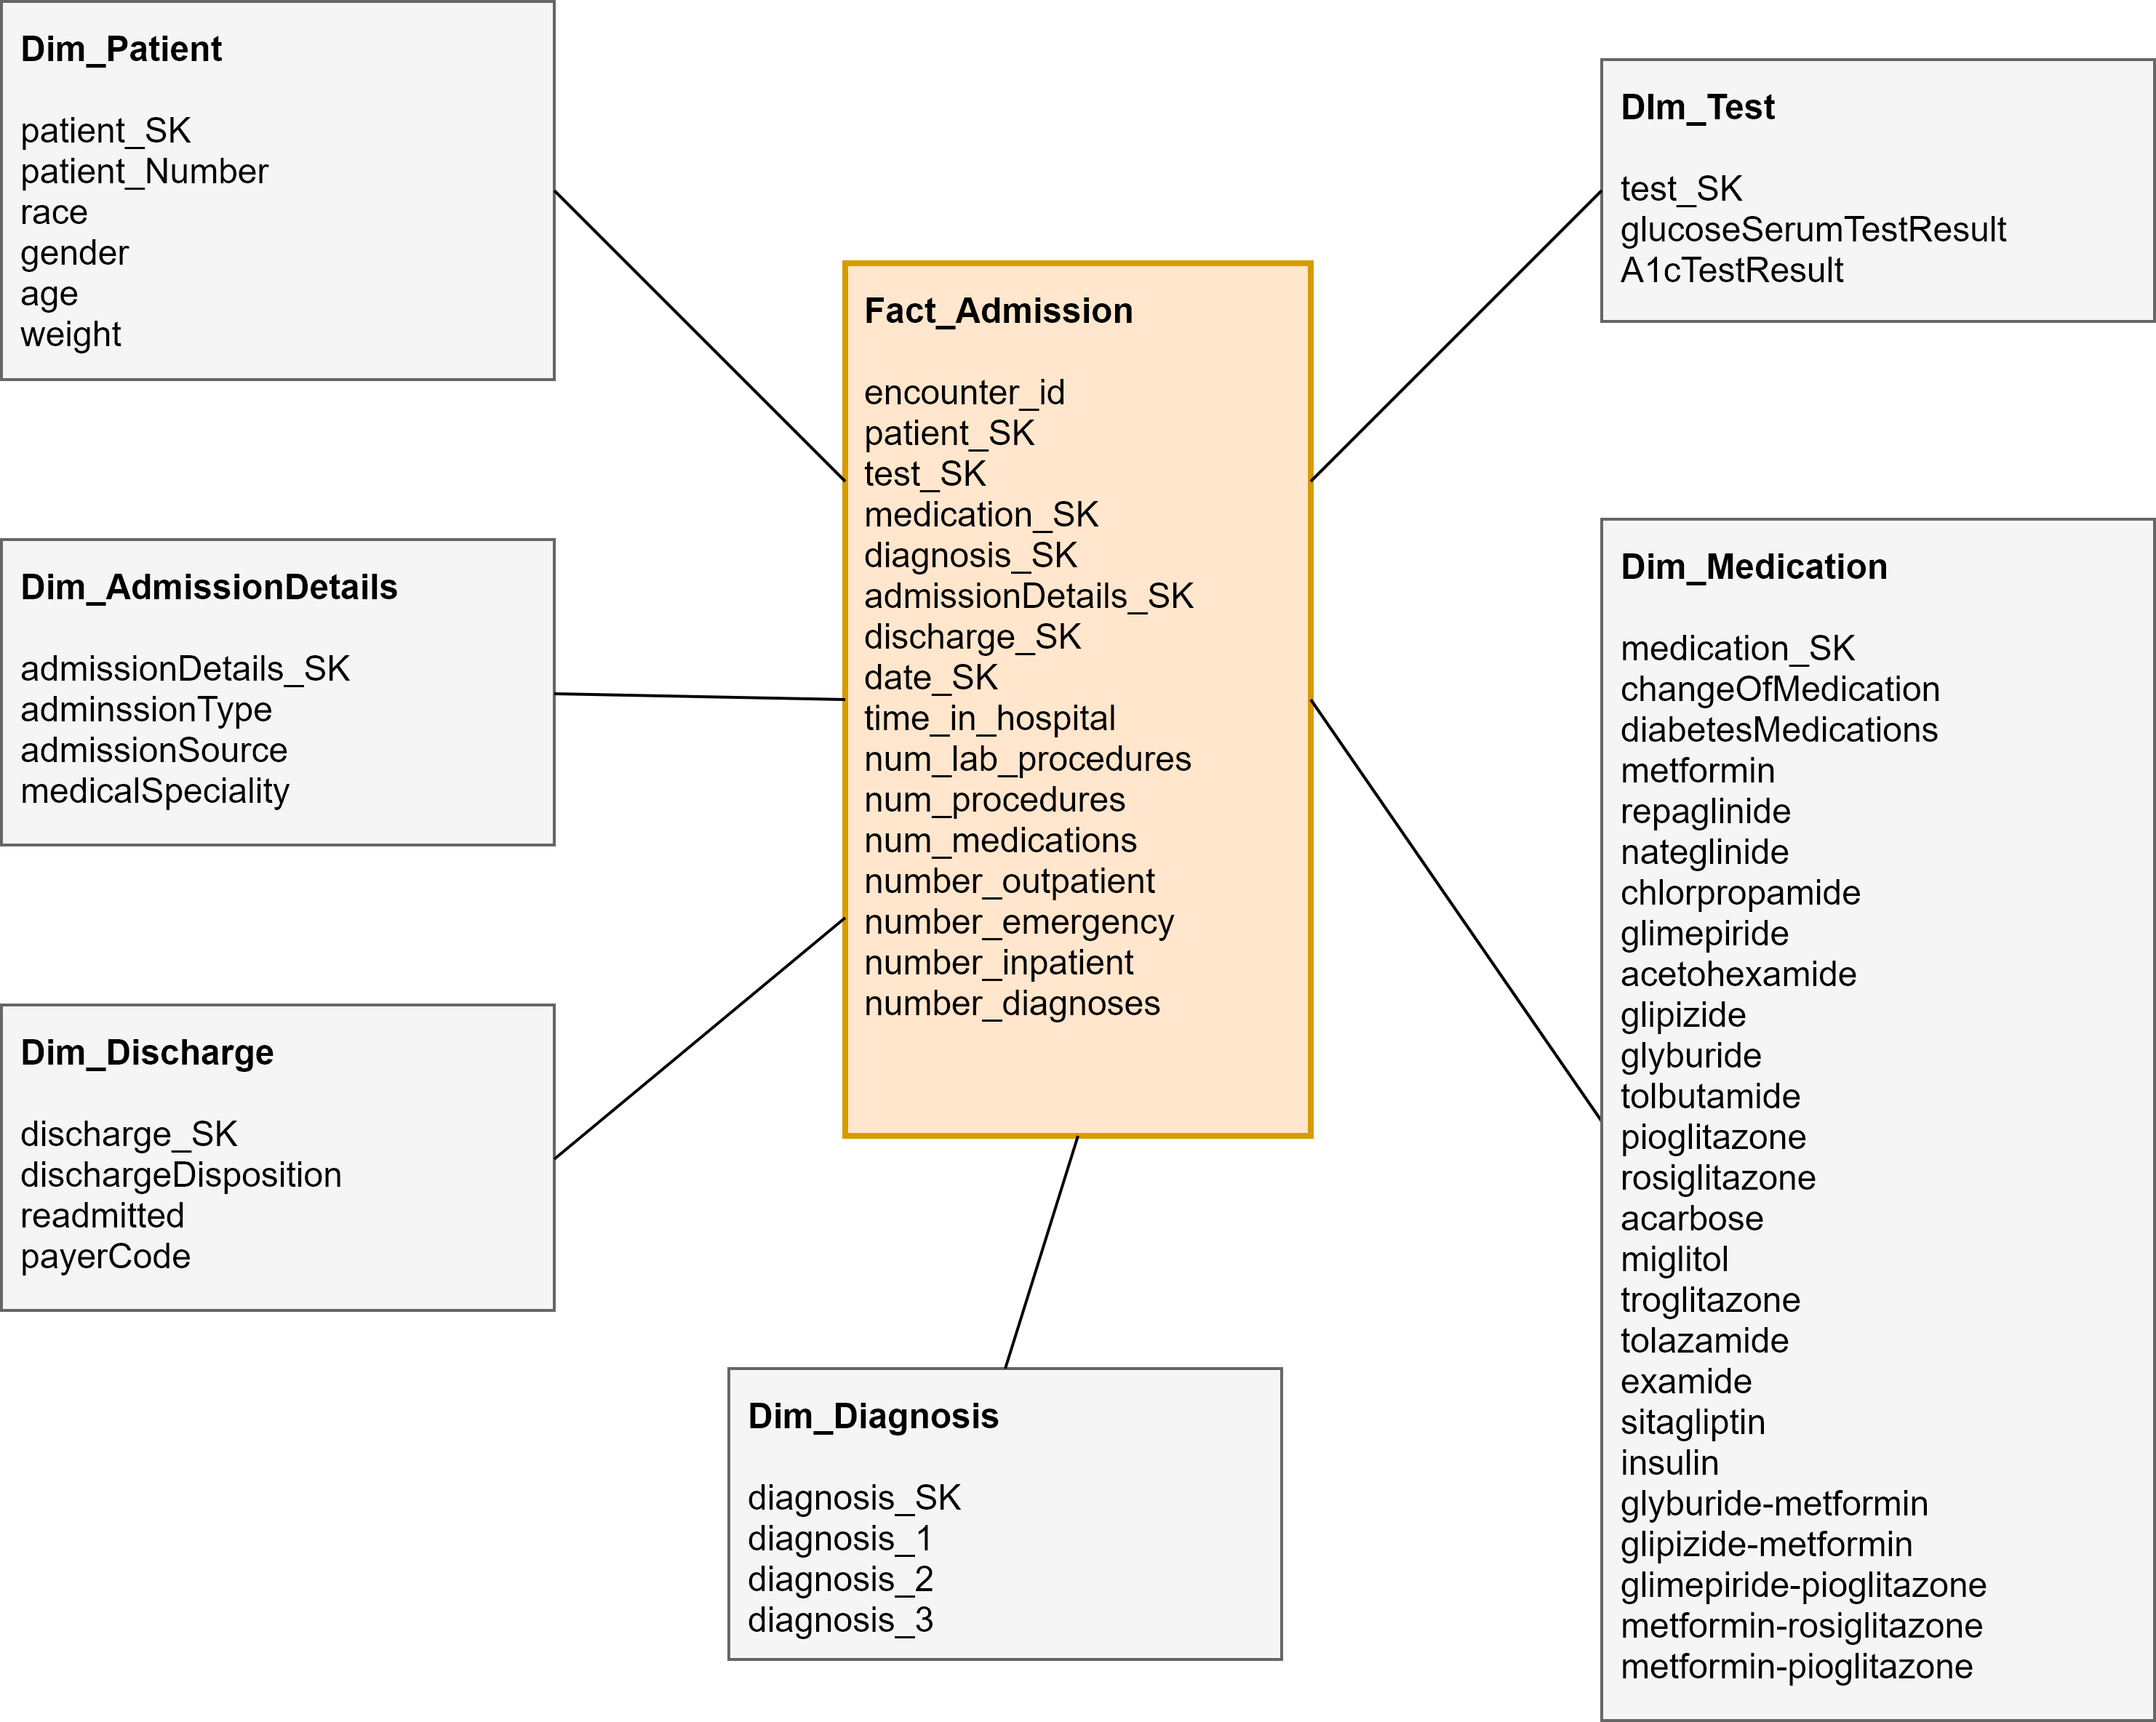 Dim_Patient
patient_SK
patient_Number
race
gender
age
weight
Dim_AdmissionDetails
admissionDetails_SK
adminssionType
admissionSource
medicalSpeciality
Dim_Discharge
discharge_SK
dischargeDisposition
readmitted
payerCode
Fact_Admission
encounter_id
patient_SK
test_SK
medication_SK
diagnosis_SK
admissionDetails_SK
discharge_SK
date_SK
time_in_hospital
num_lab_procedures
num_procedures
num_medications
number_outpatient
number_emergency
number_inpatient
number_diagnoses
Dim_Diagnosis
diagnosis_SK
diagnosis_1
diagnosis_2
diagnosis_3
DIm_Test
test_SK
glucoseSerumTestResult
A1cTestResult
Dim_Medication
medication_SK
changeOfMedication
diabetesMedications
metformin
repaglinide
nateglinide
chlorpropamide
glimepiride
acetohexamide
glipizide
glyburide
tolbutamide
pioglitazone
rosiglitazone
acarbose
miglitol
troglitazone
tolazamide
examide
sitagliptin
insulin
glyburide-metformin
glipizide-metformin
glimepiride-pioglitazone
metformin-rosiglitazone
metformin-pioglitazone